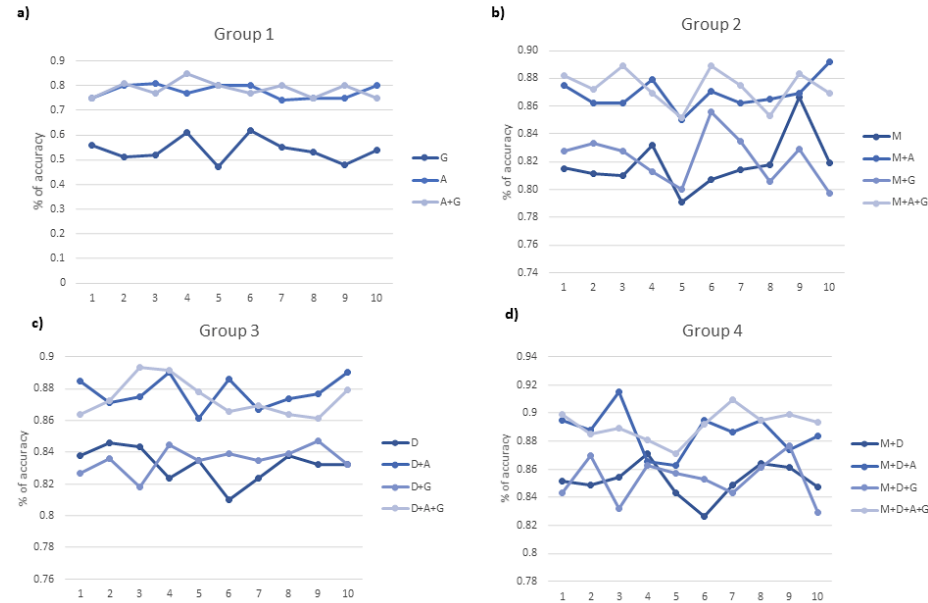 a)
Group 1
% of accuracy
0.9
0.8
0.7
0.6
0.5
0.4
0.3
0.2
0.1
0
1 2 3 4 5 6 7 8 9 10
G
A
A+G
b)
Group 2
% of accuracy
0.90
0.88
0.86
0.84
0.82
0.80
0.78
0.76
0.74
1 2 3 4 5 6 7 8 9 10
M
M+A
M+G
M+A+G
c)
Group 3
% of accuracy
0.9
0.88
0.86
0.84
0.82
0.8
0.78
0.76
1 2 3 4 5 6 7 8 9 10
D
D+A
D+G
D+A+G
d)
Group 4
% of accuracy
0.94
0.92
0.9
0.88
0.86
0.84
0.82
0.8
0.78
1 2 3 4 5 6 7 8 9 10
M+D
M+D+A
M+D+G
M+D+A+G